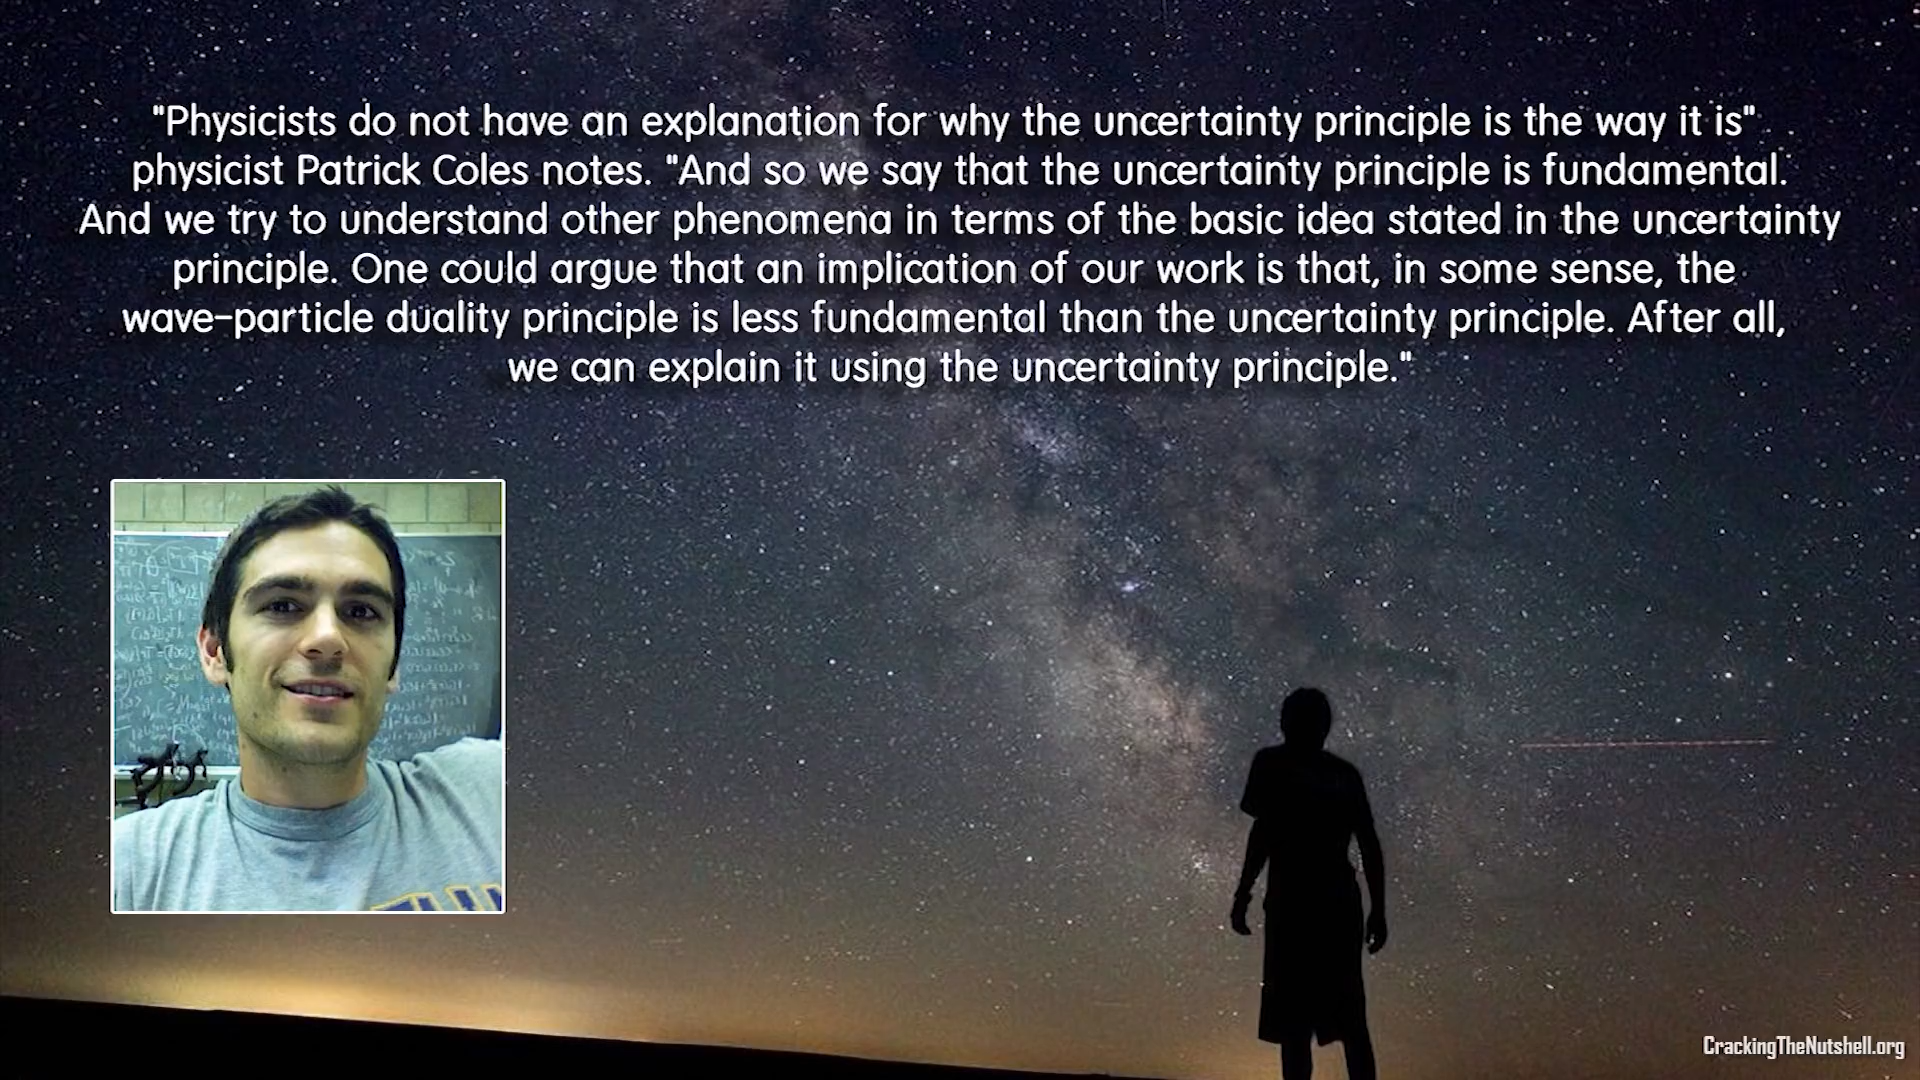 "Physicists do not have an explanation for why the uncertainty principle is the way it is"
physicist Patrick Coles notes. "And so we say that the uncertainty principle is fundamental.
And we try to understand other phenomena in terms of the basic idea stated in the uncertainty
principle. One could argue that an implication of our work is that, in some sense, the
wave-particle duality principle is less fundamental than the uncertainty principle. After all,
we can explain it using the uncertainty principle."
CrackingTheNutshell.org